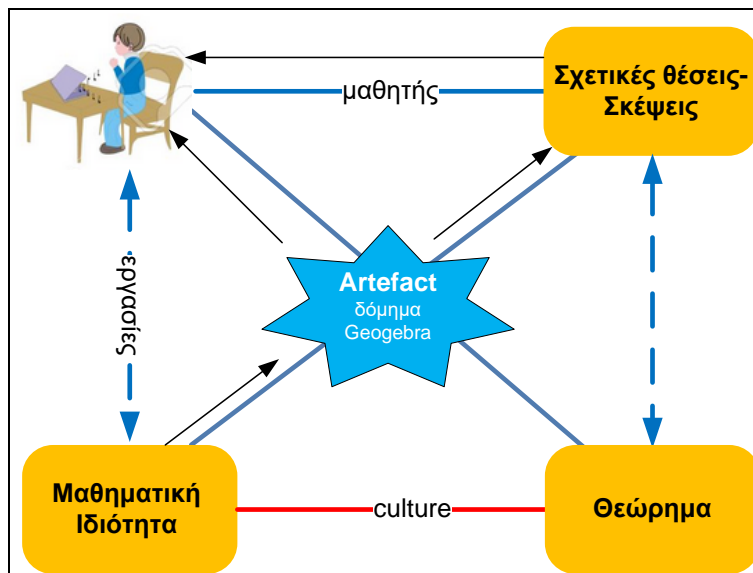 Σχετικές θέσεις-
Σκέψεις
μαθητής
εργασίες
Artefact
δόμημα
Geogebra
Μαθηματική
Ιδιότητα
culture
Θεώρημα